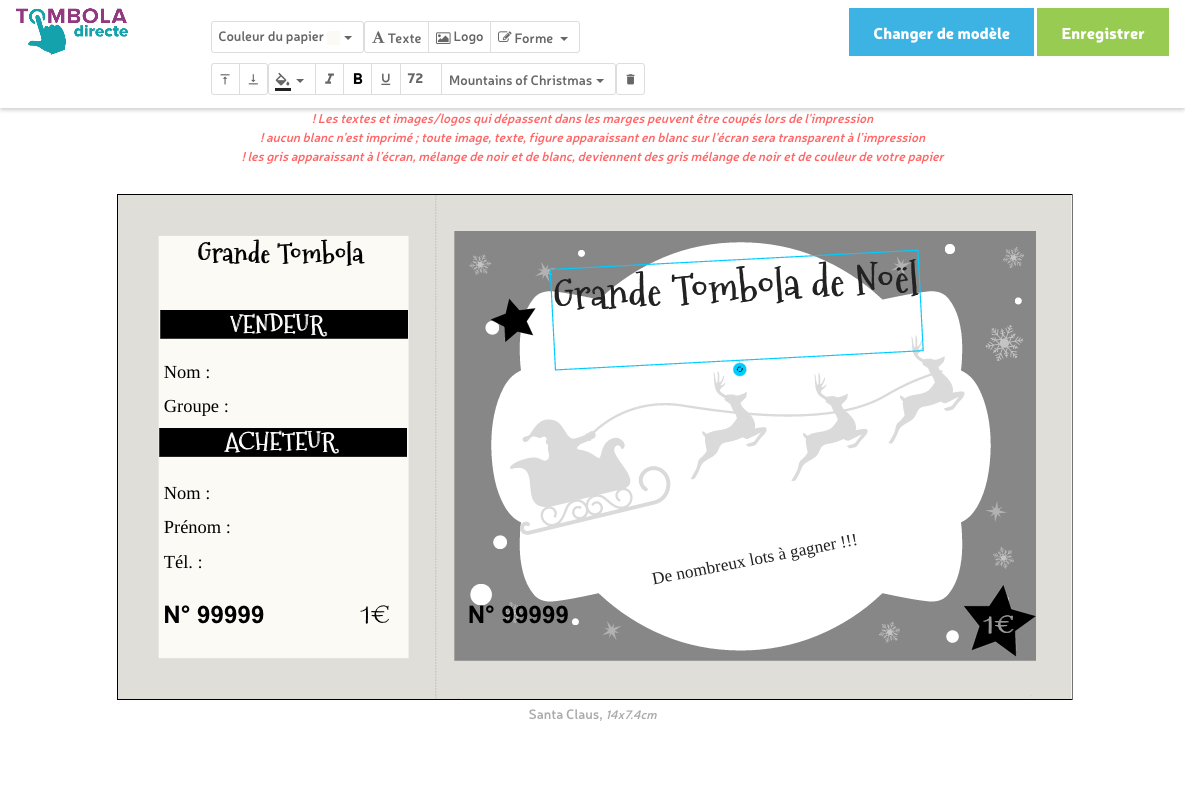 TOMBOLA
directe
Couleur du papier
A Texte
Logo
Forme
Changer de modèle
Enregistrer
I
B
U
72
Mountains of Christmas
! Les textes et images/logos qui dépassent dans les marges peuvent être coupés lors de l'impression
! aucun blanc n'est imprimé ; toute image, texte, figure apparaissant en blanc sur l'écran sera transparent à l'impression
! les gris apparaissant à l'écran, mélange de noir et de blanc, deviennent des gris mélange de noir et de couleur de votre papier
Grande Tombola
VENDEUR
Nom :
Groupe :
ACHETEUR
Nom :
Prénom :
Tél. :
N° 99999
1€
Grande Tombola de Noël
De nombreux lots à gagner !!!
N° 99999
1€
Santa Claus, 14x7.4cm